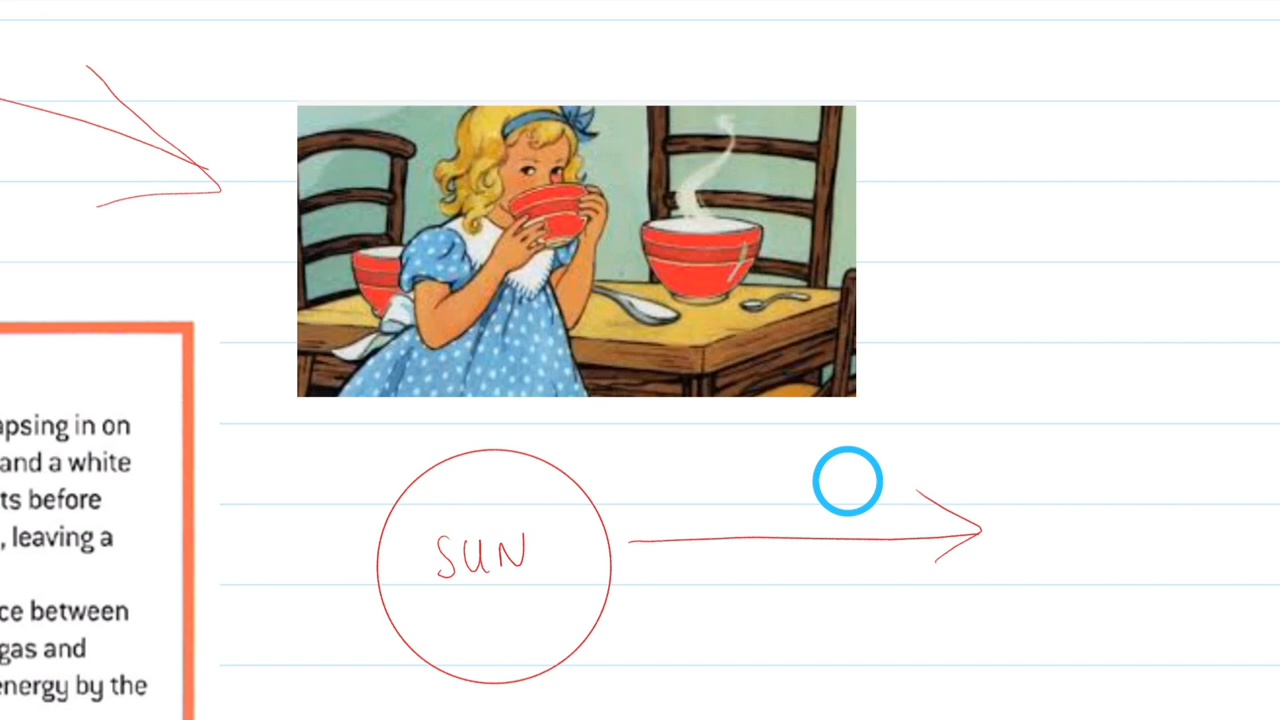 apsing in on
and a white
ts before
, leaving a
ce between
gas and
energy by the
SUN